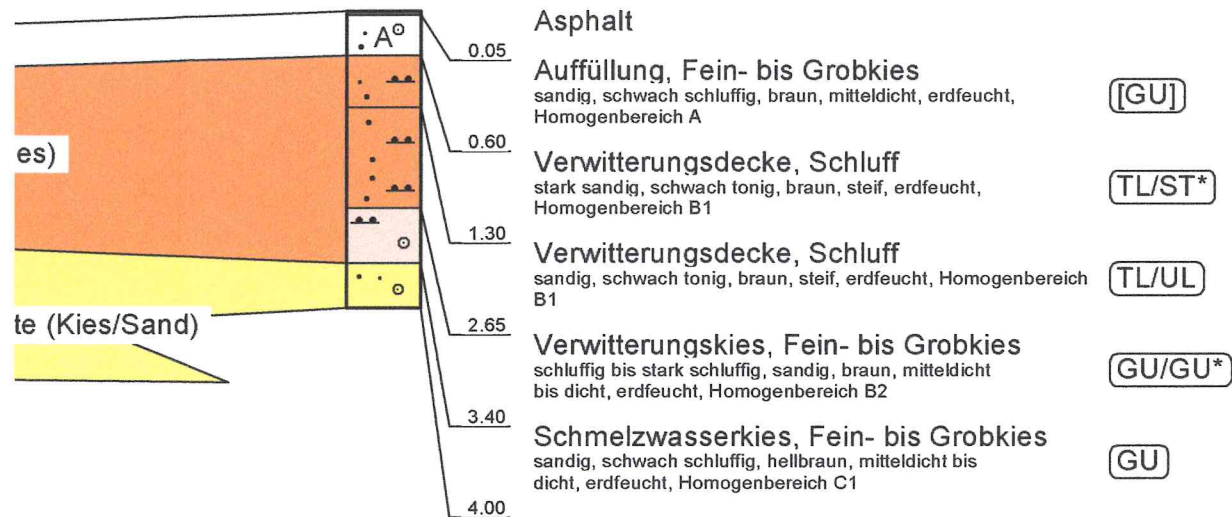 Asphalt
A
0.05
Auffüllung, Fein- bis Grobkies
sandig, schwach schluffig, braun, mitteldicht, erdfeucht,
Homogenbereich A
[GU]
0.60
es)
Verwitterungsdecke, Schluff
stark sandig, schwach tonig, braun, steif, erdfeucht,
Homogenbereich B1
TL/ST*
1.30
Verwitterungsdecke, Schluff
sandig, schwach tonig, braun, steif, erdfeucht, Homogenbereich
B1
TL/UL
te (Kies/Sand)
2.65
Verwitterungskies, Fein- bis Grobkies
schluffig bis stark schluffig, sandig, braun, mitteldicht
bis dicht, erdfeucht, Homogenbereich B2
GU/GU*
3.40
Schmelzwasserkies, Fein- bis Grobkies
sandig, schwach schluffig, hellbraun, mitteldicht bis
dicht, erdfeucht, Homogenbereich C1
GU
4.00